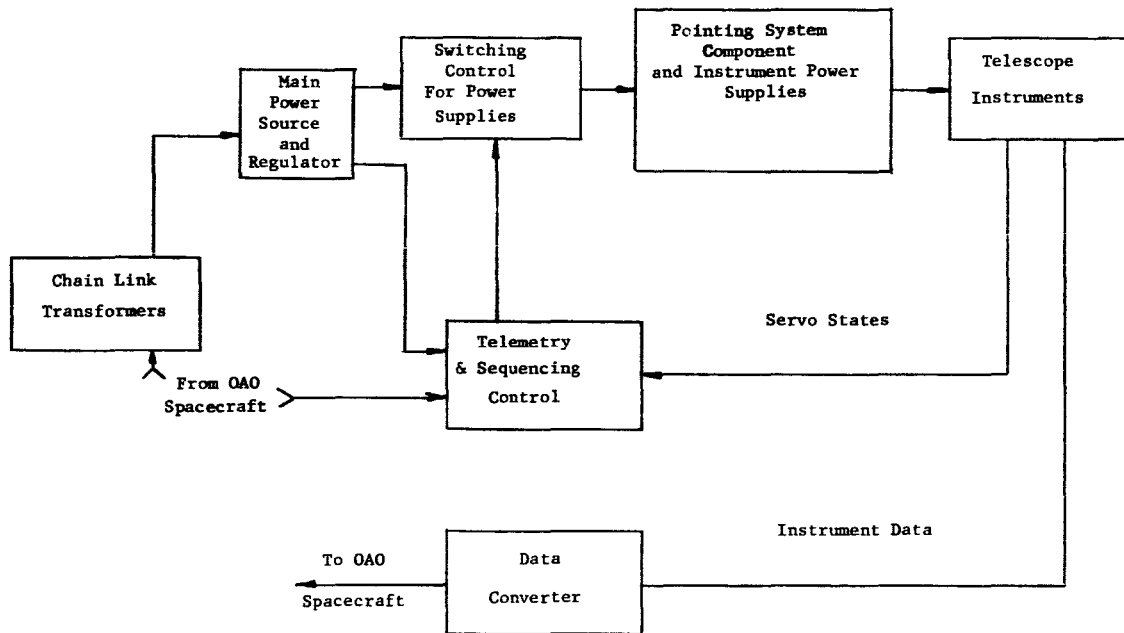 Pointing System
Component
and Instrument Power
Supplies
Switching
Control
For Power
Supplies
Telescope
Instruments
Main
Power
Source
and
Regulator
Chain Link
Transformers
Servo States
Telemetry
& Sequencing
Control
From OAO
Spacecraft
Instrument Data
To OAO
Spacecraft
Data
Converter